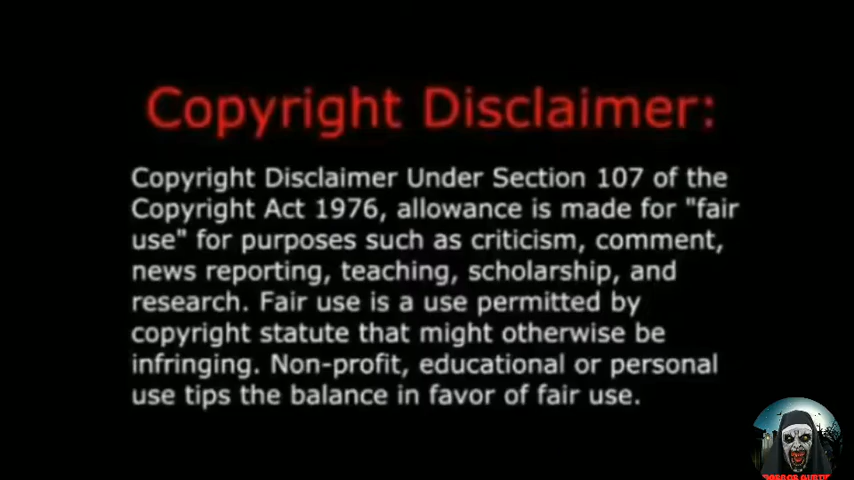 Copyright Disclaimer:
Copyright Disclaimer Under Section 107 of the
Copyright Act 1976, allowance is made for "fair
use" for purposes such as criticism, comment,
news reporting, teaching, scholarship, and
research. Fair use is a use permitted by
copyright statute that might otherwise be
infringing. Non-profit, educational or personal
use tips the balance in favor of fair use.
HORROR